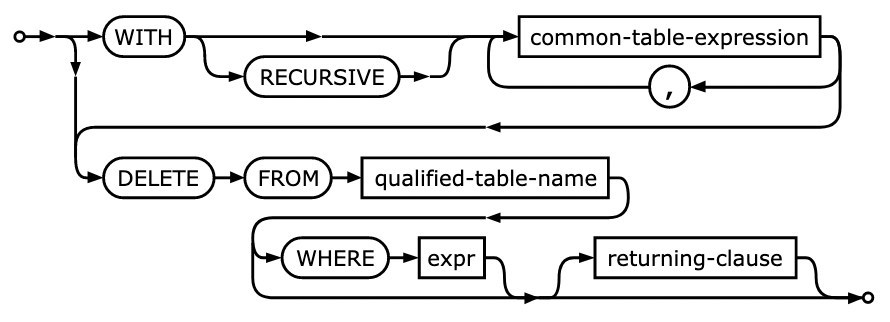 WITH common-table-expression
RECURSIVE ,
DELETE FROM qualified-table-name
WHERE expr returning-clause